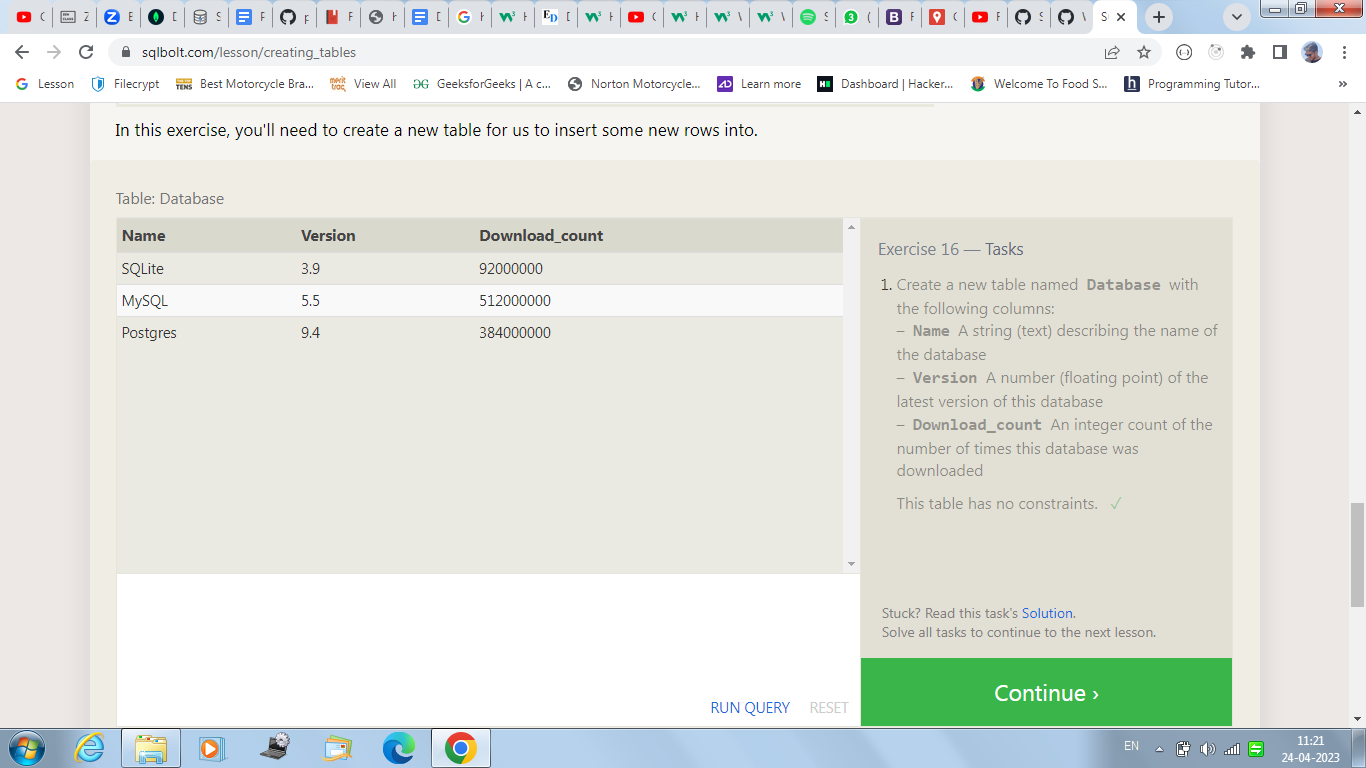 sqlbolt.com/lesson/creating_tables
Lesson
Filecrypt
Best Motorcycle Bra...
View All
GeeksforGeeks | A c...
Norton Motorcycle...
Learn more
Dashboard | Hacker...
Welcome To Food S...
Programming Tutor...
»
In this exercise, you'll need to create a new table for us to insert some new rows into.
Table: Database
Name Version Download_count
SQLite 3.9 92000000
MySQL 5.5 512000000
Postgres 9.4 384000000
Exercise 16 — Tasks
1. Create a new table named Database with
the following columns:
– Name A string (text) describing the name of
the database
– Version A number (floating point) of the
latest version of this database
– Download_count An integer count of the
number of times this database was
downloaded
This table has no constraints. ✓
Stuck? Read this task's Solution.
Solve all tasks to continue to the next lesson.
RUN QUERY RESET
Continue ›
EN
11:21
24-04-2023